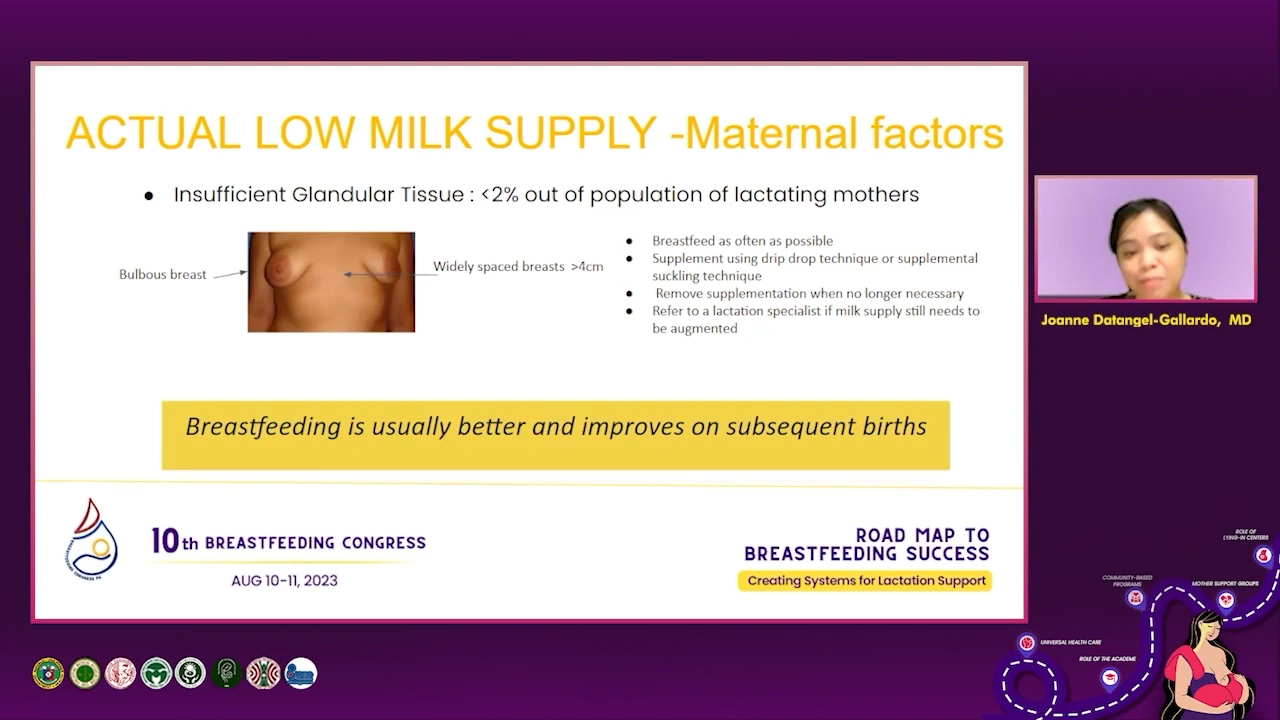 ACTUAL LOW MILK SUPPLY -Maternal factors
● Insufficient Glandular Tissue : <2% out of population of lactating mothers
Bulbous breast
Widely spaced breasts >4cm
● Breastfeed as often as possible
● Supplement using drip drop technique or supplemental
suckling technique
● Remove supplementation when no longer necessary
● Refer to a lactation specialist if milk supply still needs to
be augmented
Breastfeeding is usually better and improves on subsequent births
10th BREASTFEEDING CONGRESS
AUG 10-11, 2023
ROAD MAP TO
BREASTFEEDING SUCCESS
Creating Systems for Lactation Support
Joanne Datangel-Gallardo, MD
ROLE OF
LYING-IN CENTERS
COMMUNITY-BASED
PROGRAMS
MOTHER SUPPORT GROUPS
UNIVERSAL HEALTH CARE
ROLE OF THE ACADEME